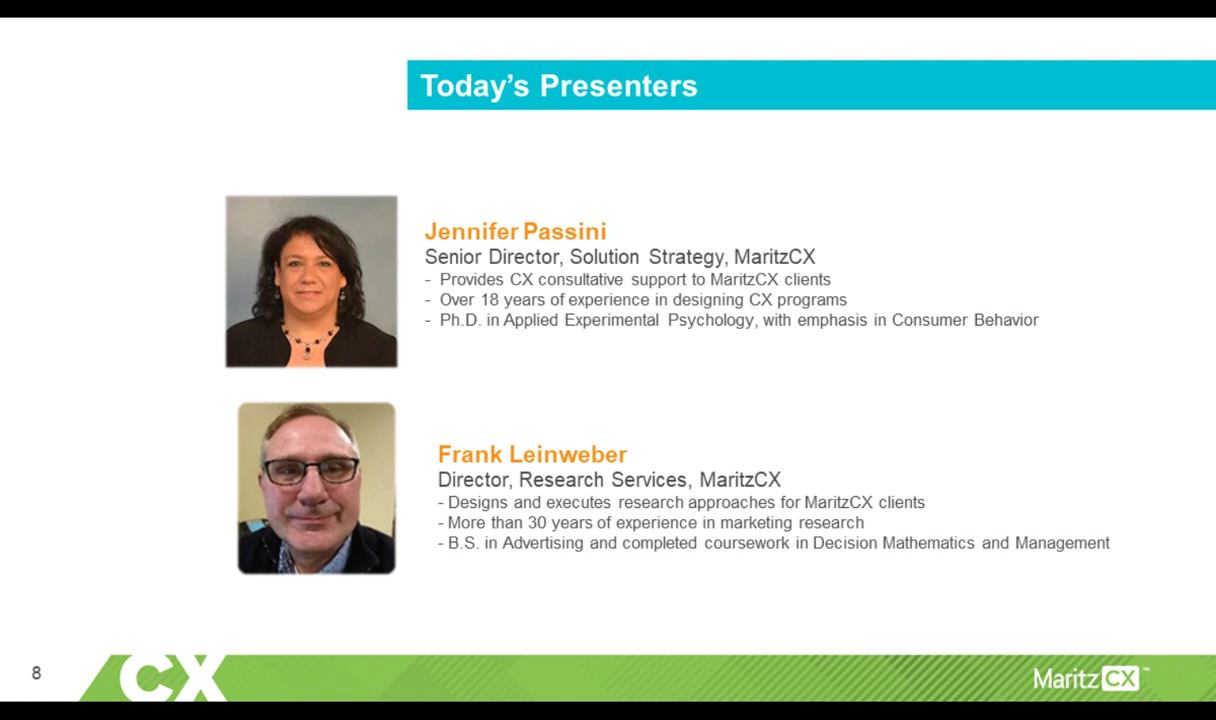 Today's Presenters
Jennifer Passini
Senior Director, Solution Strategy, MaritzCX
- Provides CX consultative support to MaritzCX clients
- Over 18 years of experience in designing CX programs
- Ph.D. in Applied Experimental Psychology, with emphasis in Consumer Behavior
Frank Leinweber
Director, Research Services, MaritzCX
- Designs and executes research approaches for MaritzCX clients
- More than 30 years of experience in marketing research
- B.S. in Advertising and completed coursework in Decision Mathematics and Management
8
CX
Maritz CX ™